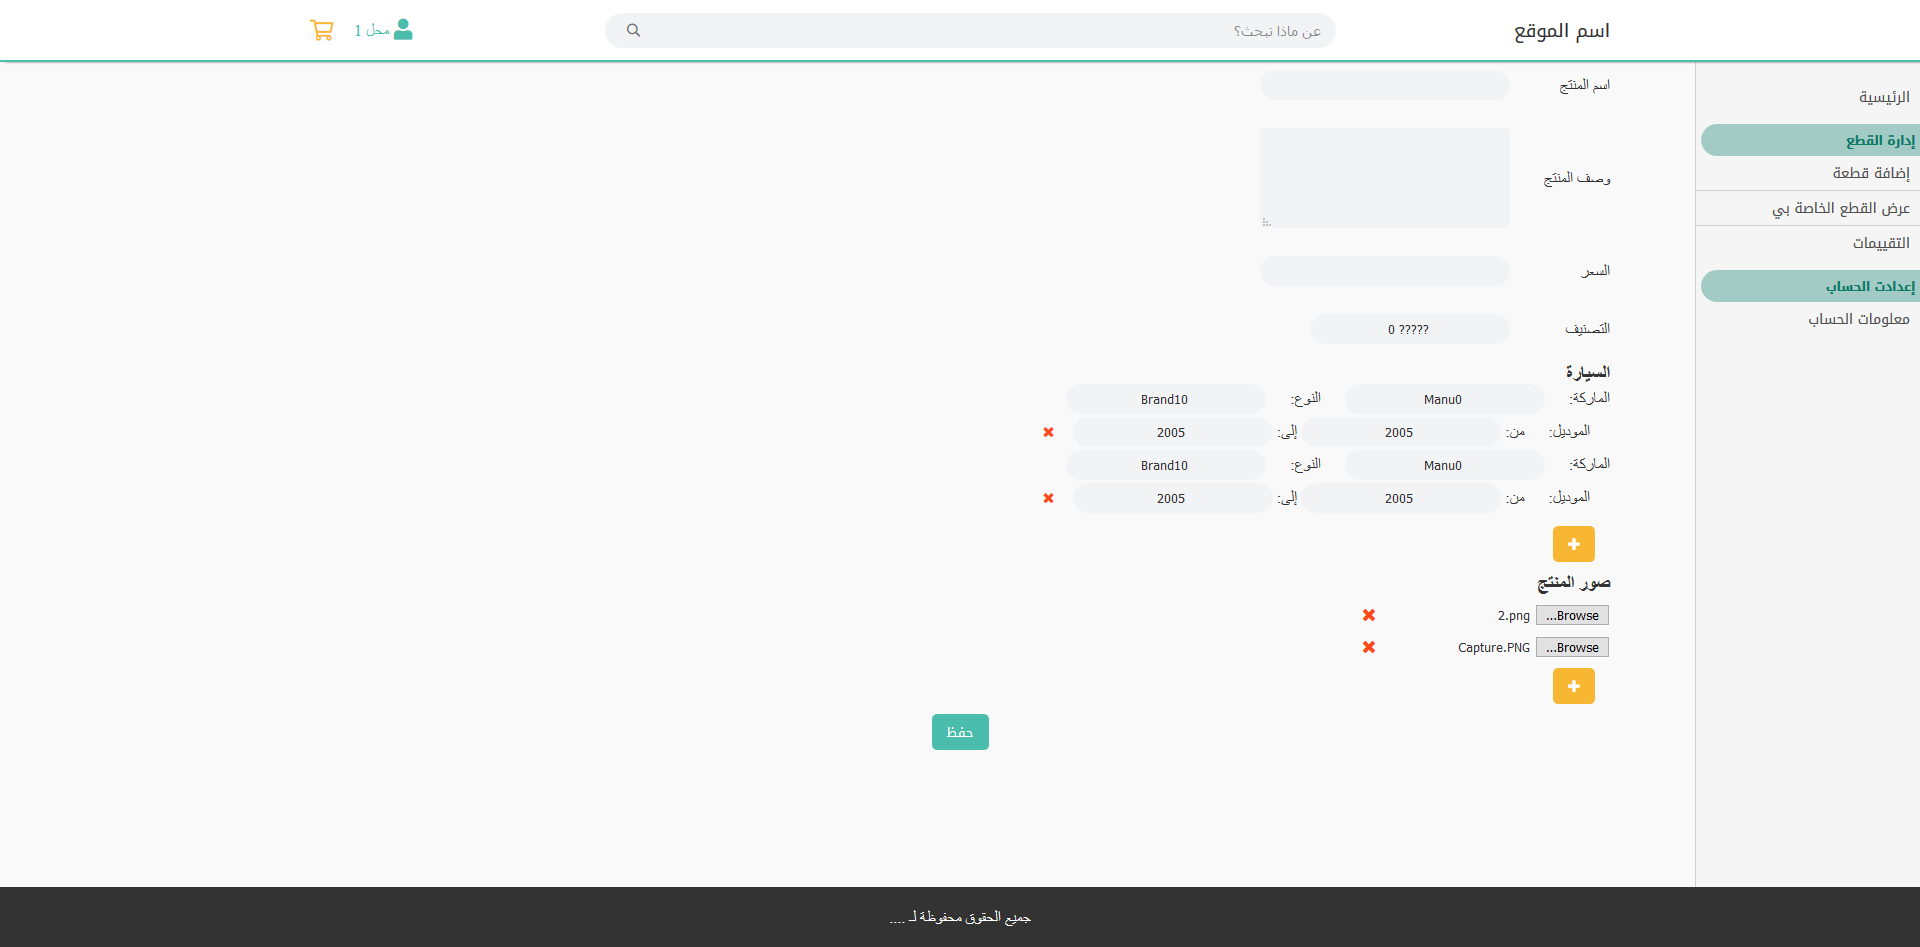 اسم الموقع
عن ماذا تبحث؟
محل 1
الرئيسية
إدارة القطع
إضافة قطعة
عرض القطع الخاصة بي
التقييمات
إعدادت الحساب
معلومات الحساب
اسم المنتج
وصف المنتج
السعر
التصنيف ????? 0
السيارة
الماركة: Manu0 النوع: Brand10
الموديل: من: 2005 إلى: 2005
الماركة: Manu0 النوع: Brand10
الموديل: من: 2005 إلى: 2005
صور المنتج
Browse... 2.png
Browse... Capture.PNG
حفظ
جميع الحقوق محفوظة لـ ....